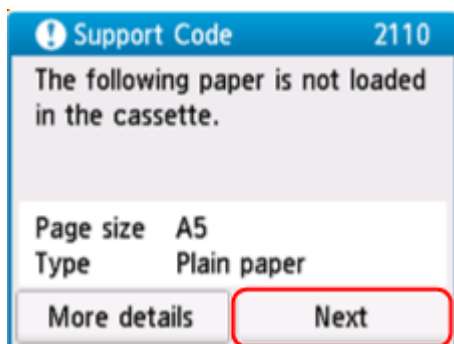 Support Code 2110
The following paper is not loaded
in the cassette.
Page size A5
Type Plain paper
More details Next